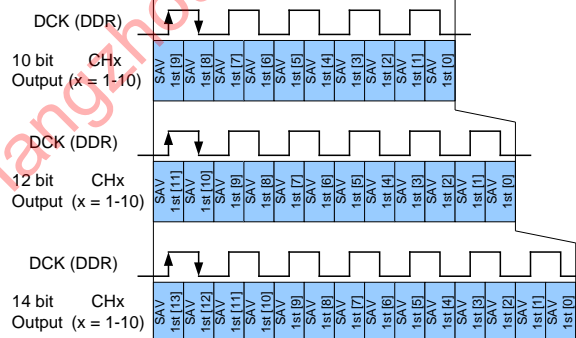 DCK (DDR)
10 bit CHx
Output (x = 1-10)
SAV 1st [9]
SAV 1st [8]
SAV 1st [7]
SAV 1st [6]
SAV 1st [5]
SAV 1st [4]
SAV 1st [3]
SAV 1st [2]
SAV 1st [1]
SAV 1st [0]
DCK (DDR)
12 bit CHx
Output (x = 1-10)
SAV 1st [11]
SAV 1st [10]
SAV 1st [9]
SAV 1st [8]
SAV 1st [7]
SAV 1st [6]
SAV 1st [5]
SAV 1st [4]
SAV 1st [3]
SAV 1st [2]
SAV 1st [1]
SAV 1st [0]
DCK (DDR)
14 bit CHx
Output (x = 1-10)
SAV 1st [13]
SAV 1st [12]
SAV 1st [11]
SAV 1st [10]
SAV 1st [9]
SAV 1st [8]
SAV 1st [7]
SAV 1st [6]
SAV 1st [5]
SAV 1st [4]
SAV 1st [3]
SAV 1st [2]
SAV 1st [1]
SAV 1st [0]